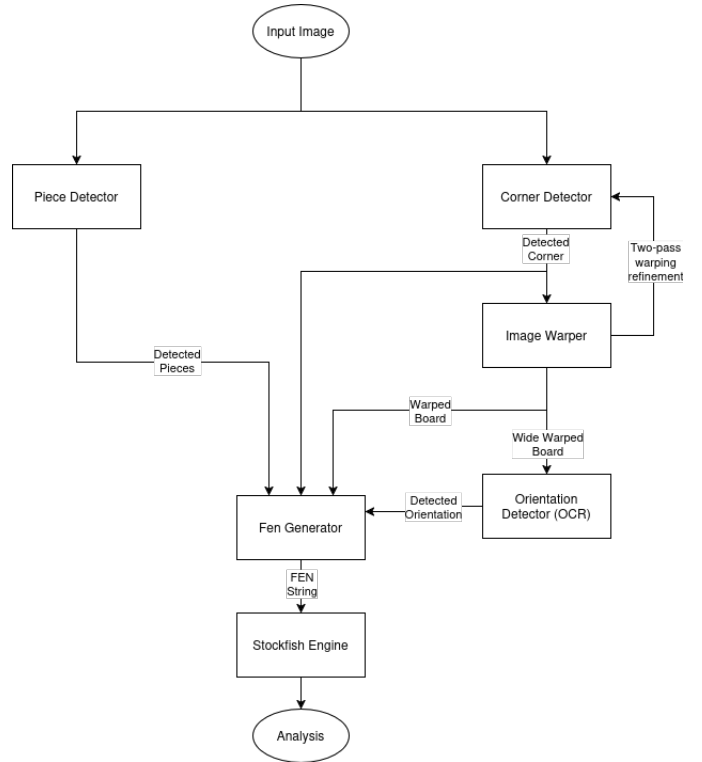 Input Image
Piece Detector
Corner Detector
Detected
Corner
Two-pass
warping
refinement
Image Warper
Detected
Pieces
Warped
Board
Wide Warped
Board
Orientation
Detector (OCR)
Detected
Orientation
Fen Generator
FEN
String
Stockfish Engine
Analysis